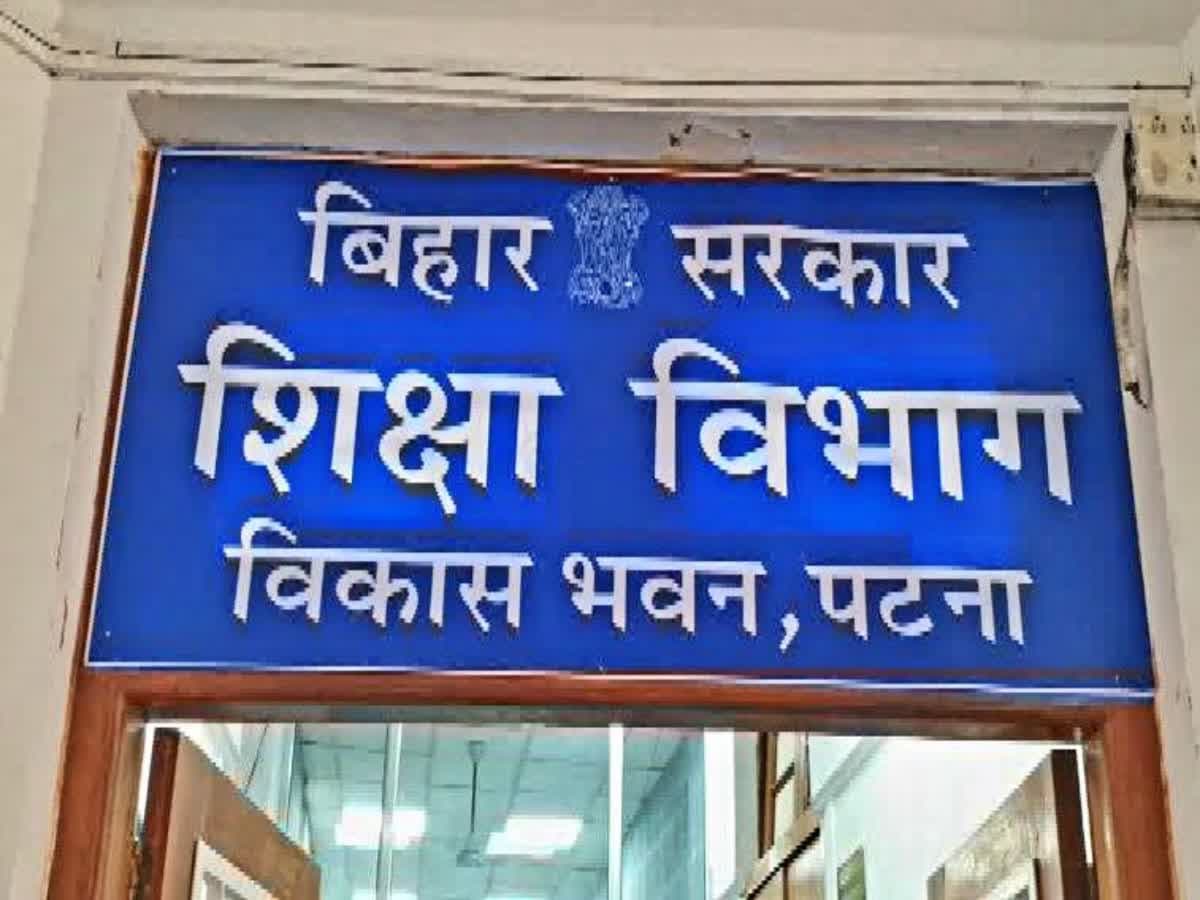 बिहार सरकार
शिक्षा विभाग
विकास भवन, पटना